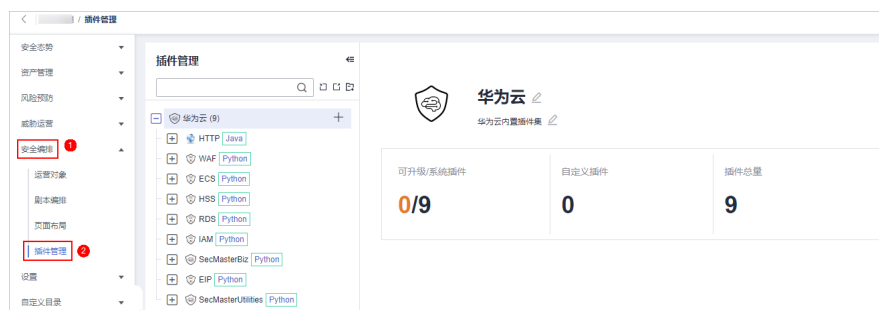 / 插件管理
安全态势
资产管理
风险预防
威胁运营
安全编排 1
运营对象
剧本编排
页面布局
插件管理 2
设置
自定义目录
插件管理
华为云 (9)
HTTP Java
WAF Python
ECS Python
HSS Python
RDS Python
IAM Python
SecMasterBiz Python
EIP Python
SecMasterUtilities Python
华为云
华为云内置插件集
可升级/系统插件
自定义插件
插件总量
0/9
0
9